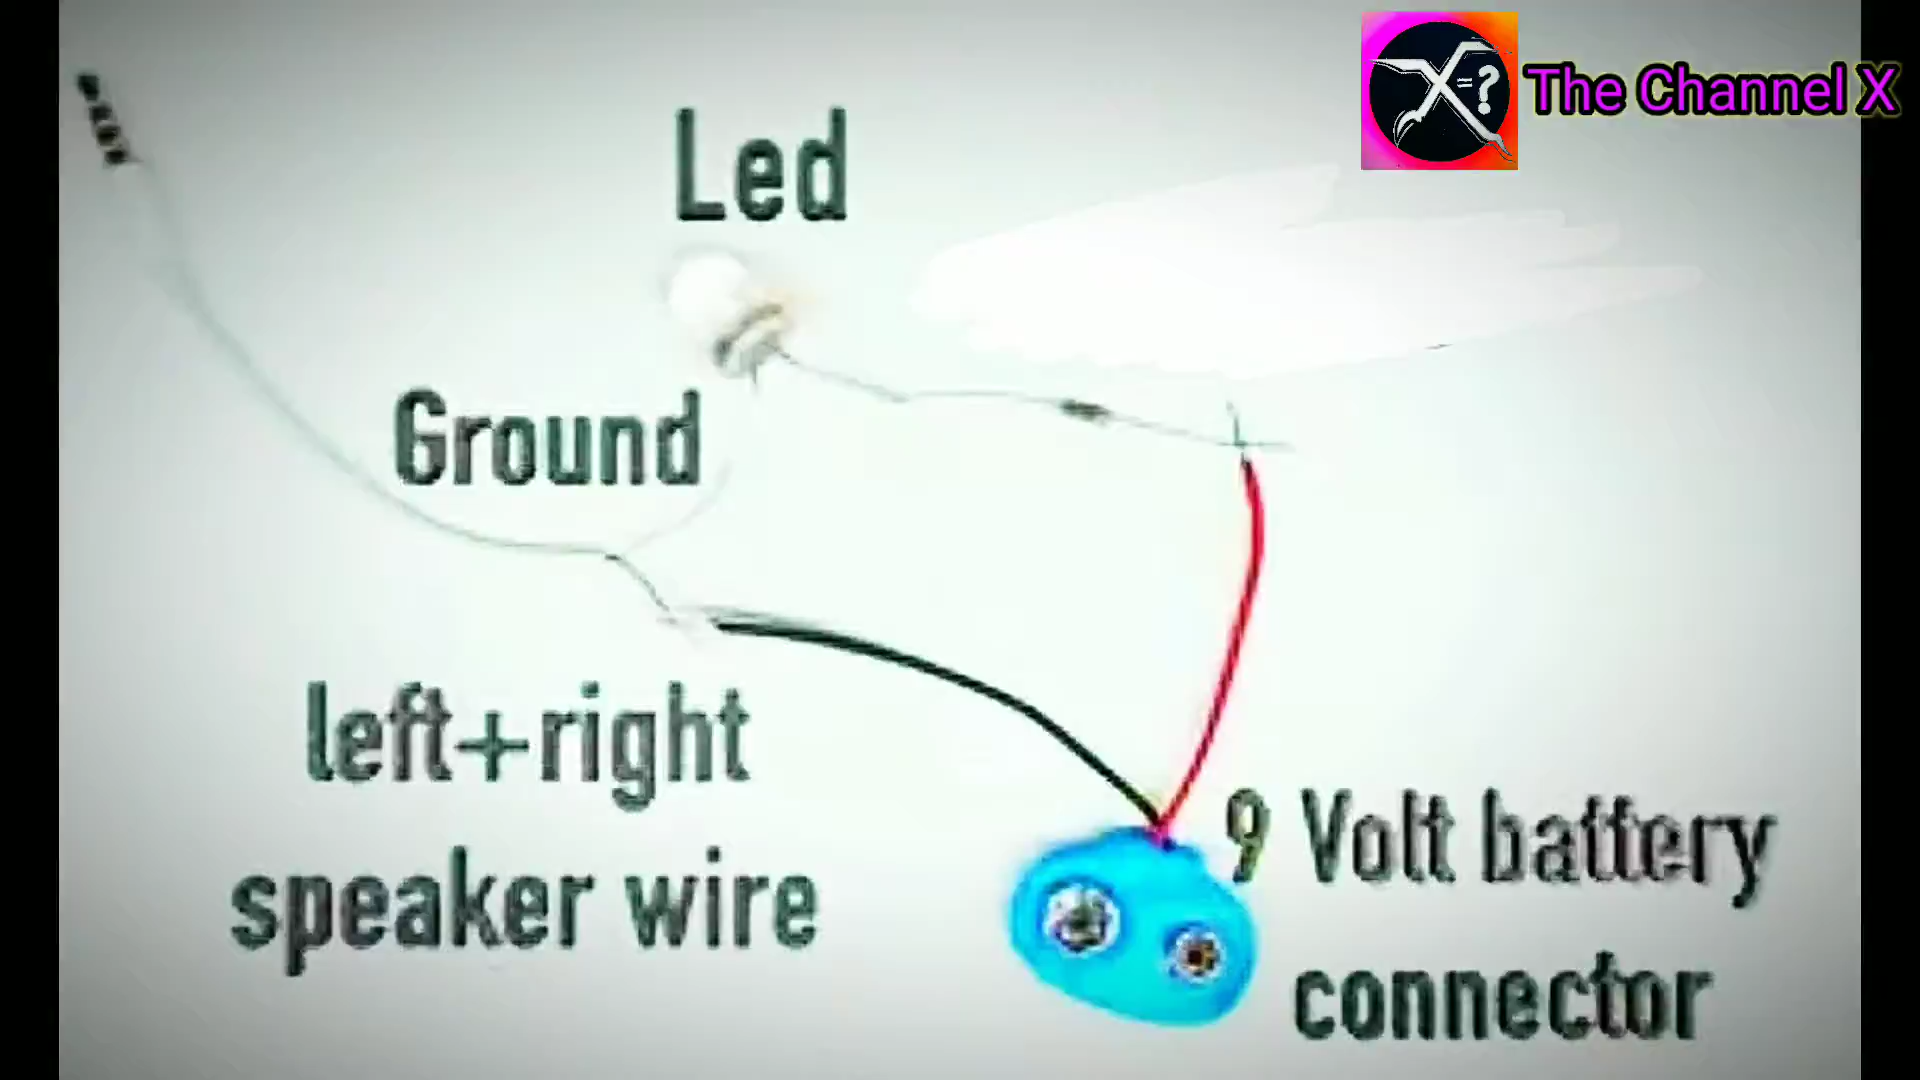 X=?
The Channel X
Led
Ground
left+right
speaker wire
9 Volt battery
connector